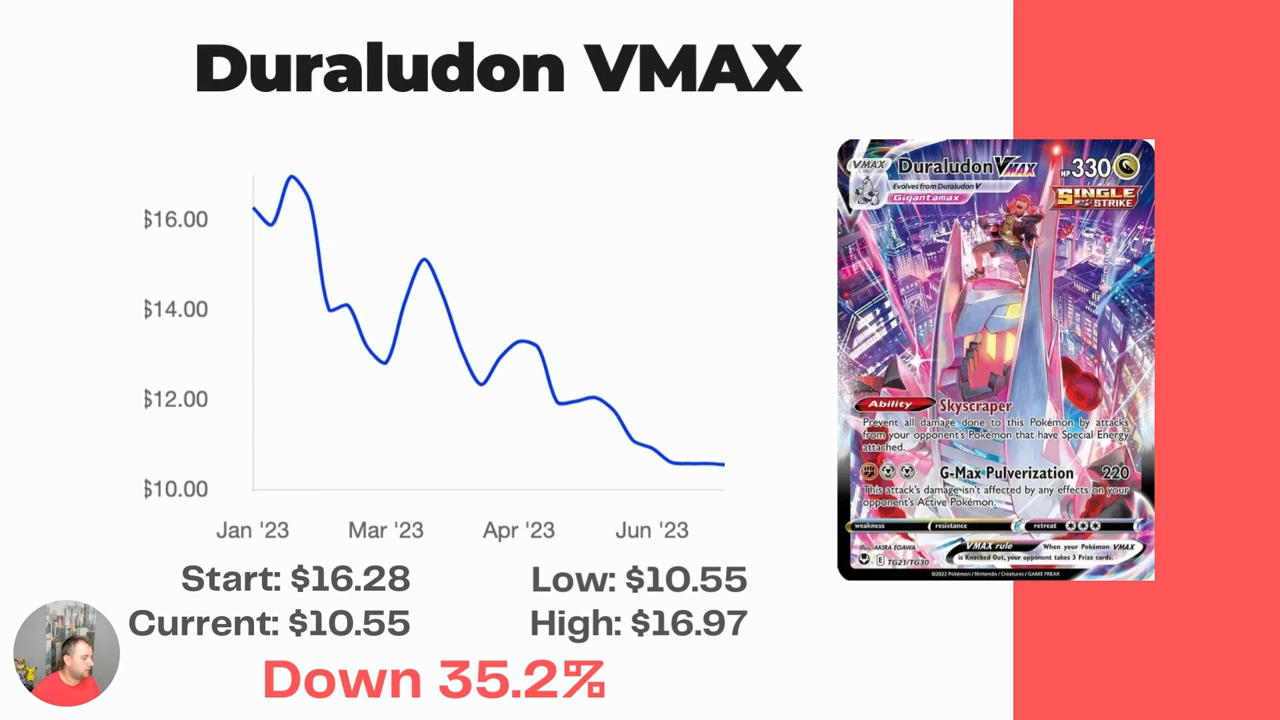 Duraludon VMAX
$16.00
$14.00
$12.00
$10.00
Jan '23 Mar '23 Apr '23 Jun '23
Start: $16.28 Low: $10.55
Current: $10.55 High: $16.97
Down 35.2%
VMAX Duraludon VMAX HP 330
Evolves from Duraludon V
Gigantamax
SINGLE
STRIKE
Ability Skyscraper
Prevent all damage done to this Pokémon by attacks
from your opponent's Pokémon that have Special Energy
attached.
G-Max Pulverization 220
This attack's damage isn't affected by any effects on your
opponent's Active Pokémon.
weakness resistance retreat
Illus. AKIRA EGAWA
VMAX rule When your Pokémon VMAX
is Knocked Out, your opponent takes 3 Prize cards.
E TG21/TG30
©2022 Pokémon / Nintendo / Creatures / GAME FREAK